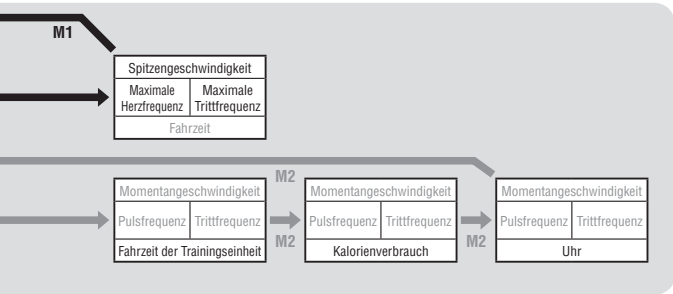 M1
Spitzengeschwindigkeit
Maximale Maximale
Herzfrequenz Trittfrequenz
Fahrzeit
M2
Momentangeschwindigkeit Momentangeschwindigkeit Momentangeschwindigkeit
Pulsfrequenz Trittfrequenz Pulsfrequenz Trittfrequenz Pulsfrequenz Trittfrequenz
M2 M2
Fahrzeit der Trainingseinheit Kalorienverbrauch Uhr